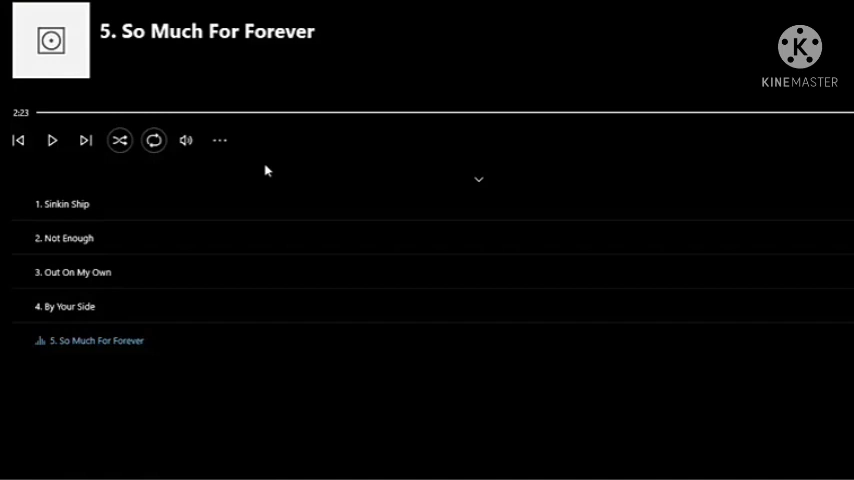 5. So Much For Forever
K
KINEMASTER
2:23
1. Sinkin Ship
2. Not Enough
3. Out On My Own
4. By Your Side
5. So Much For Forever